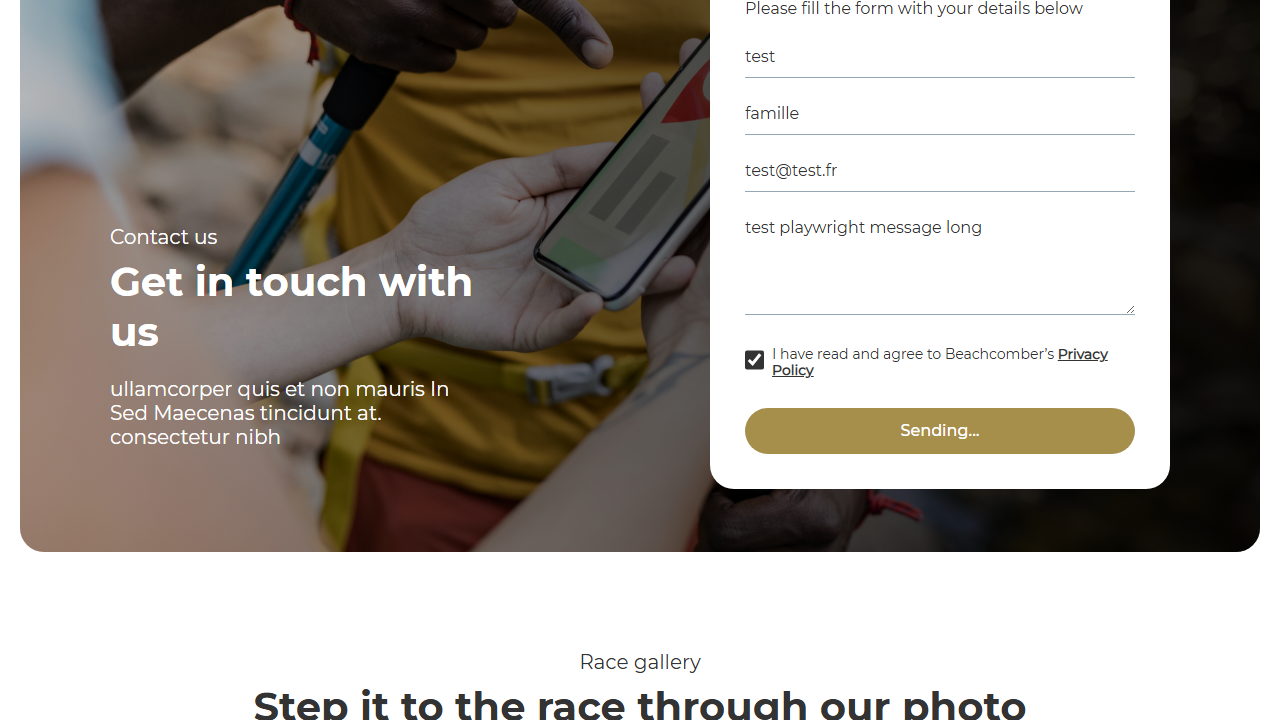 Please fill the form with your details below
test
famille
test@test.fr
test playwright message long
I have read and agree to Beachcomber's Privacy
Policy
Sending...
Contact us
Get in touch with
us
ullamcorper quis et non mauris In
Sed Maecenas tincidunt at.
consectetur nibh
Race gallery
Step it to the race through our photo